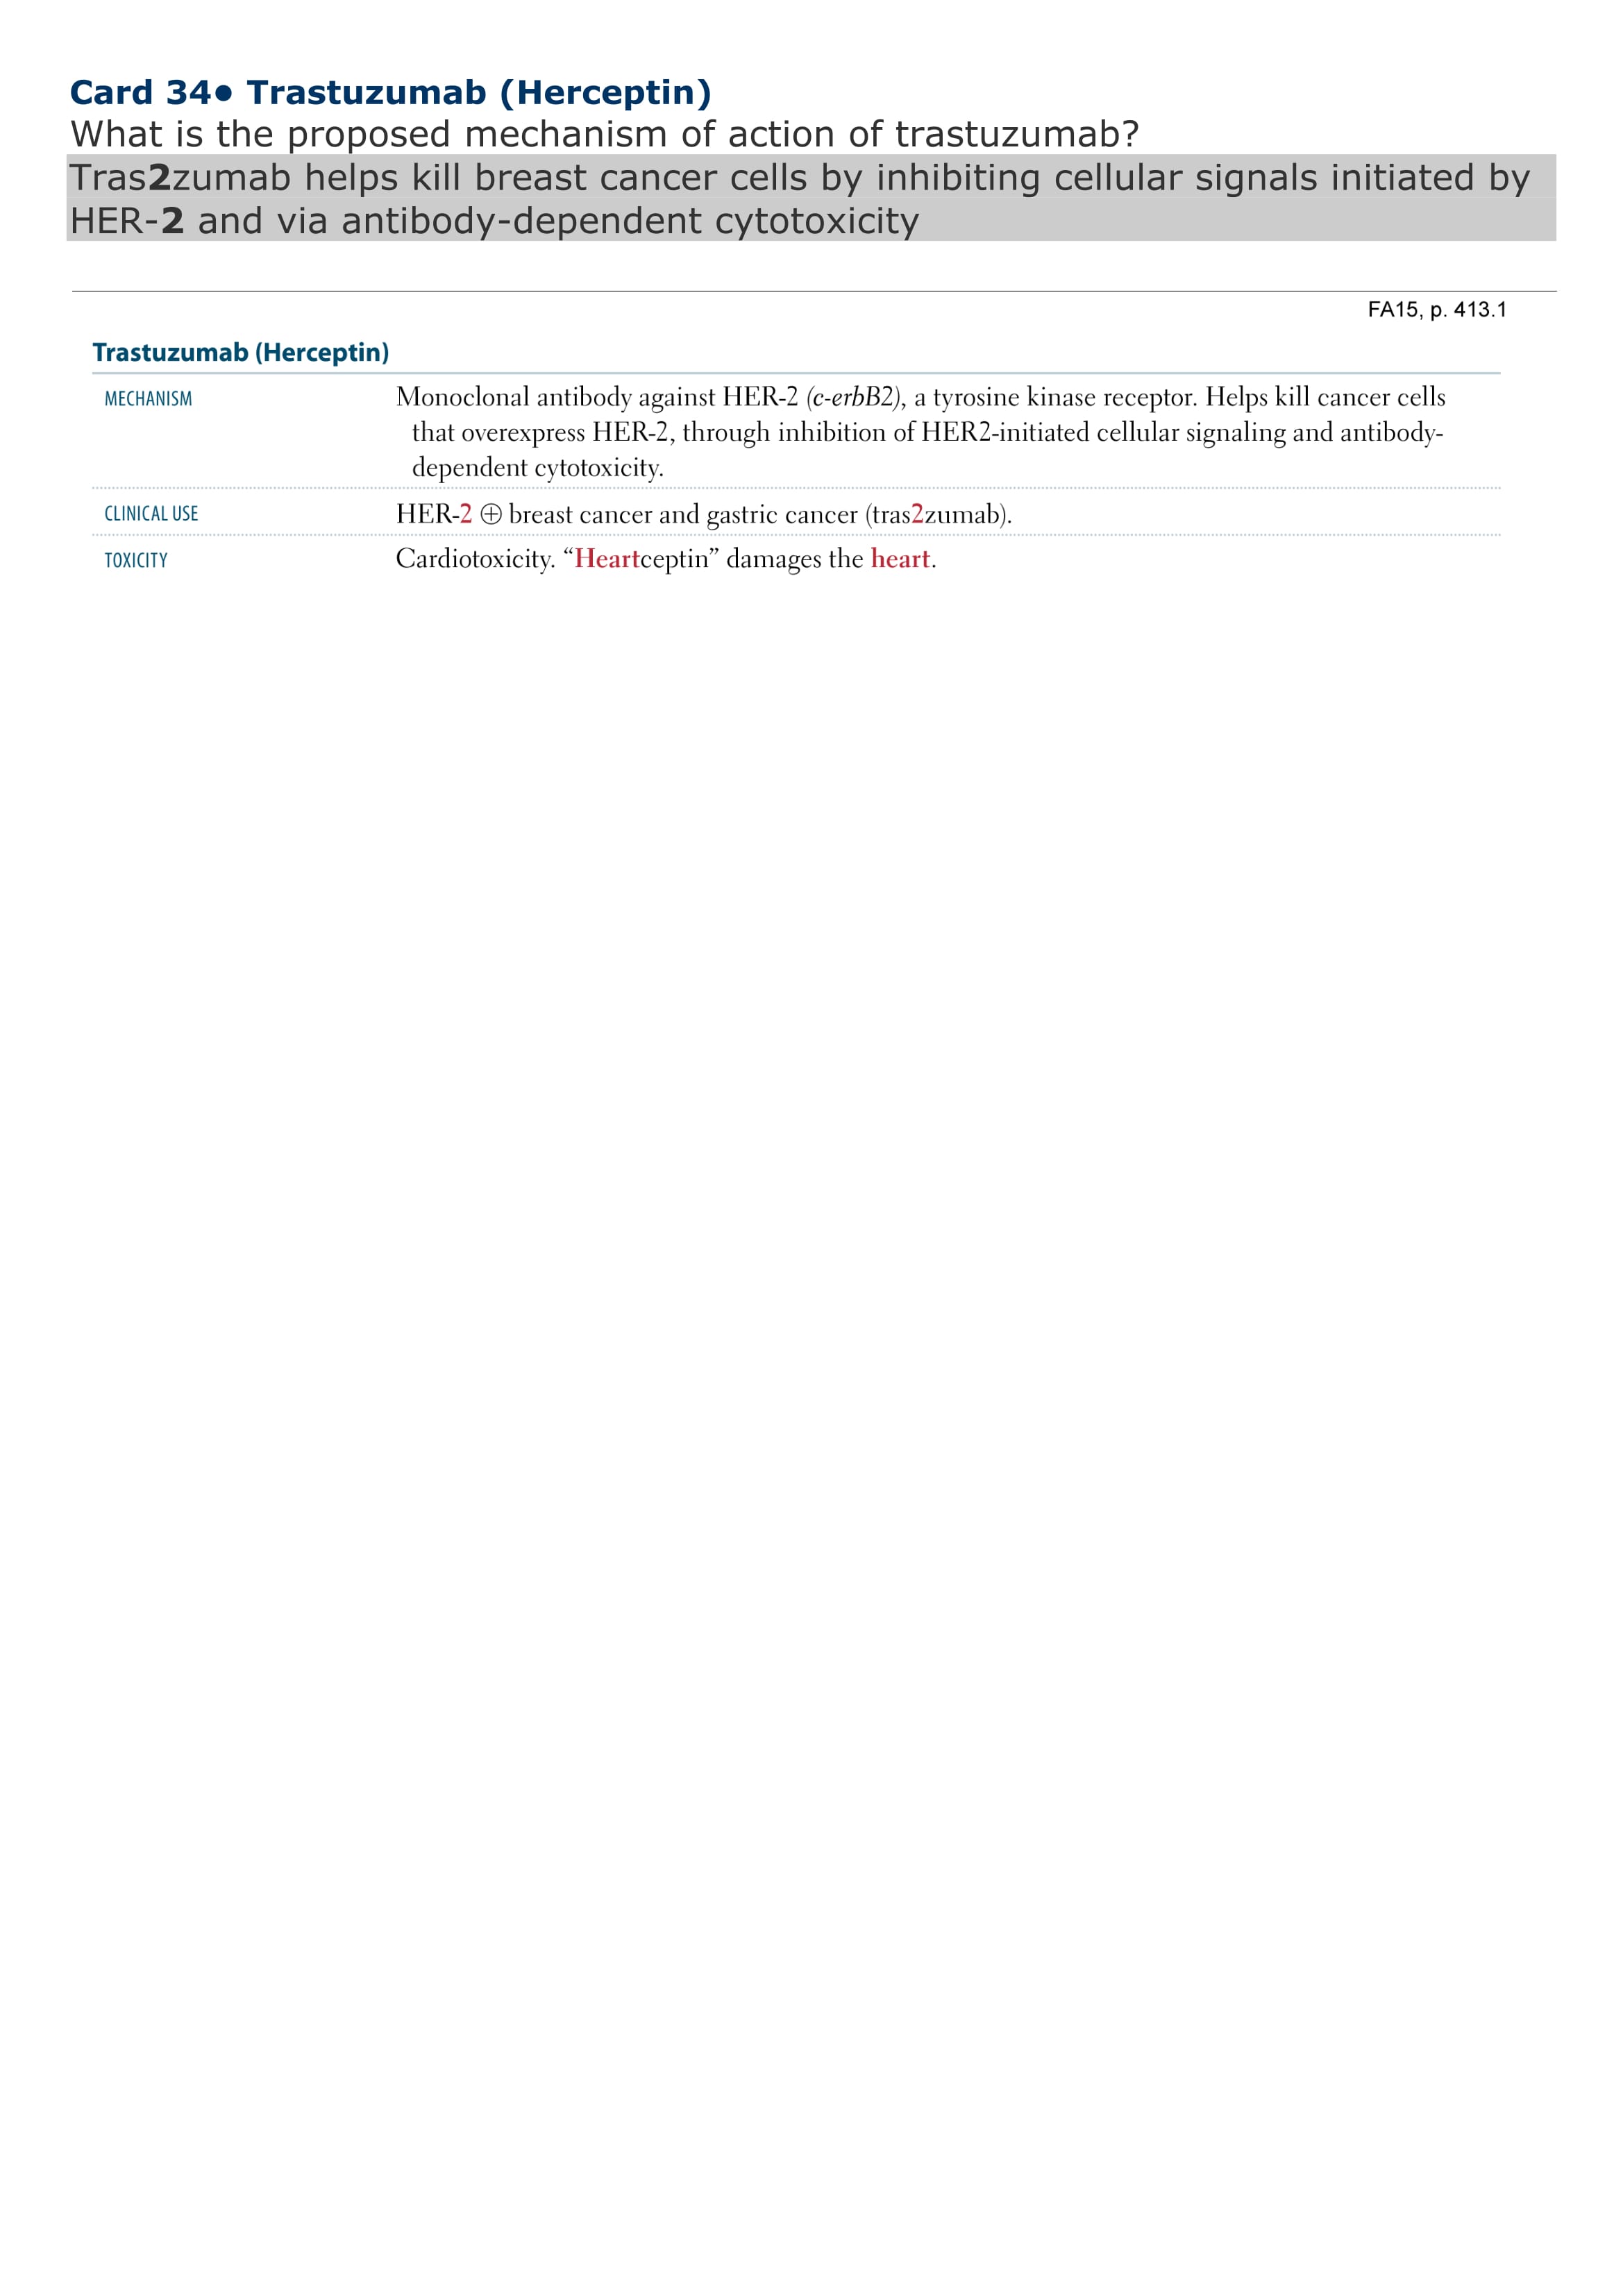 Card 34● Trastuzumab (Herceptin)
What is the proposed mechanism of action of trastuzumab?
Tras2zumab helps kill breast cancer cells by inhibiting cellular signals initiated by
HER-2 and via antibody-dependent cytotoxicity
FA15, p. 413.1
Trastuzumab (Herceptin)
MECHANISM Monoclonal antibody against HER-2 (c-erbB2), a tyrosine kinase receptor. Helps kill cancer cells
that overexpress HER-2, through inhibition of HER2-initiated cellular signaling and antibody-
dependent cytotoxicity.
CLINICAL USE HER-2 ⊕ breast cancer and gastric cancer (tras2zumab).
TOXICITY Cardiotoxicity. “Heartceptin” damages the heart.